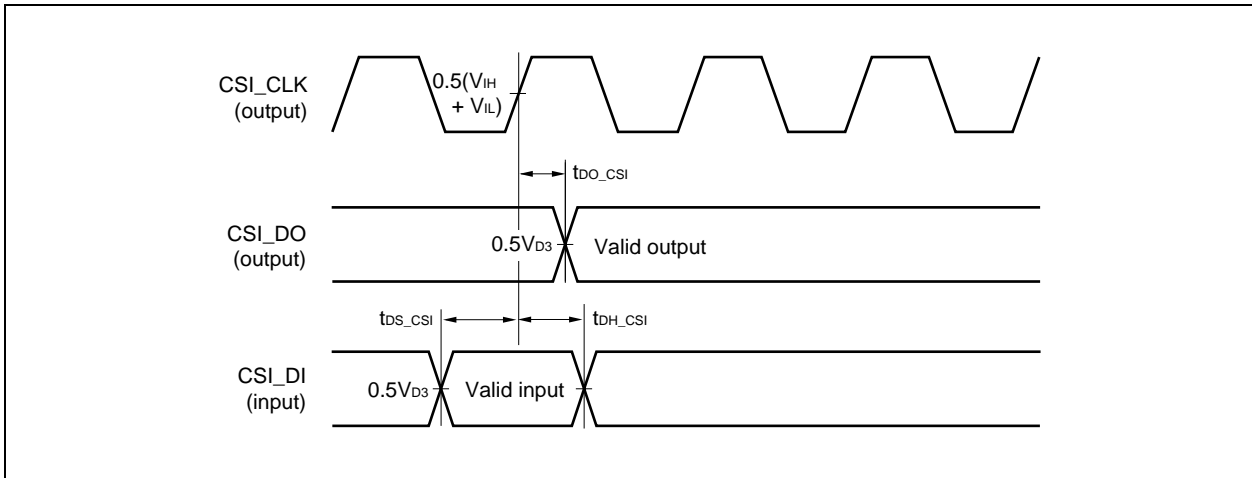 CSI_CLK
(output)
0.5(VIH
+ VIL)
tDO_CSI
CSI_DO
(output)
0.5VD3
Valid output
tDS_CSI
tDH_CSI
CSI_DI
(input)
0.5VD3
Valid input